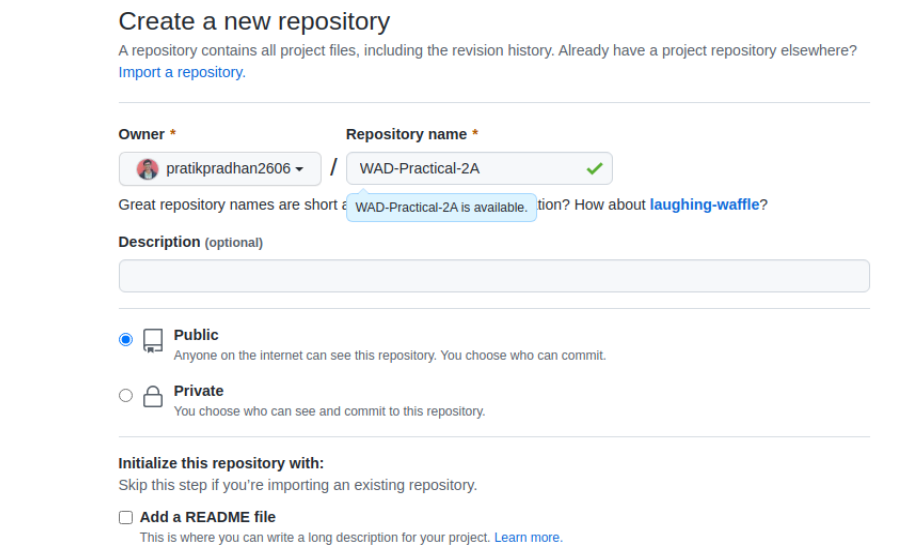 Create a new repository
A repository contains all project files, including the revision history. Already have a project repository elsewhere?
Import a repository.
Owner *
Repository name *
pratikpradhan2606 / WAD-Practical-2A
Great repository names are short a tion? How about laughing-waffle?
WAD-Practical-2A is available.
Description (optional)
Public
Anyone on the internet can see this repository. You choose who can commit.
Private
You choose who can see and commit to this repository.
Initialize this repository with:
Skip this step if you’re importing an existing repository.
Add a README file
This is where you can write a long description for your project. Learn more.